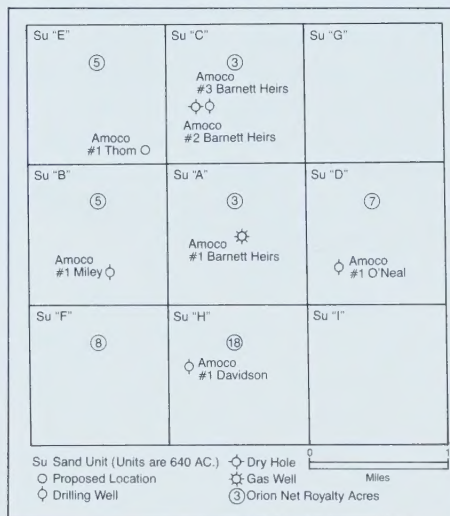 Su "E"
Su "C"
Su "G"
5
3
Amoco
#3 Barnett Heirs
Amoco
#2 Barnett Heirs
Amoco
#1 Thom
Su "B"
Su "A"
Su "D"
5
3
7
Amoco
#1 Miley
Amoco
#1 Barnett Heirs
Amoco
#1 O'Neal
Su "F"
Su "H"
Su "I"
8
18
Amoco
#1 Davidson
Su Sand Unit (Units are 640 AC.)
Proposed Location
Drilling Well
Dry Hole
Gas Well
3 Orion Net Royalty Acres
0 1
Miles